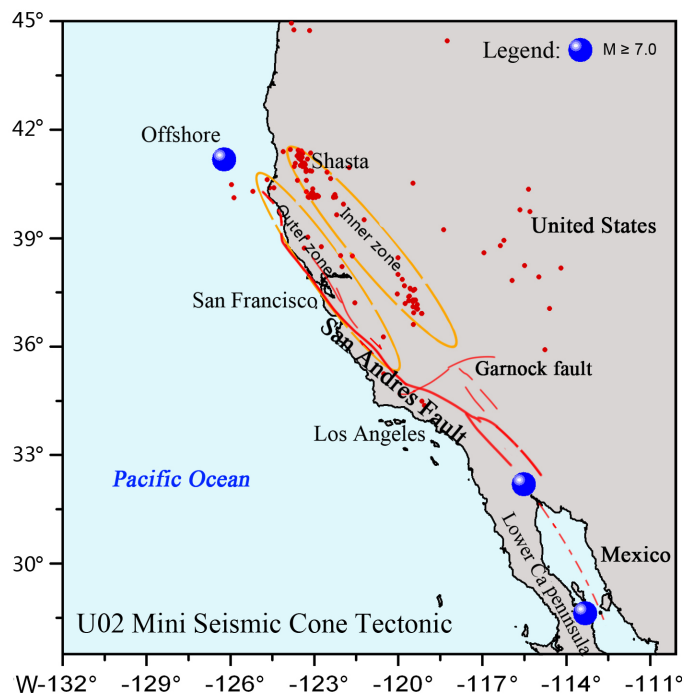 45°
Legend: M ≥ 7.0
42°
Offshore
Shasta
Inner zone
Outer zone
39°
United States
San Francisco
36°
San Andres Fault
Garnock fault
Los Angeles
33°
Pacific Ocean
Lower Ca peninsula
Mexico
30°
U02 Mini Seismic Cone Tectonic
W-132° -129° -126° -123° -120° -117° -114° -111°